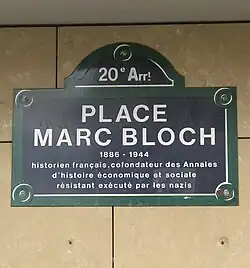 20e Arrt
PLACE
MARC BLOCH
1886 - 1944
historien français, cofondateur des Annales
d'histoire économique et sociale
résistant exécuté par les nazis